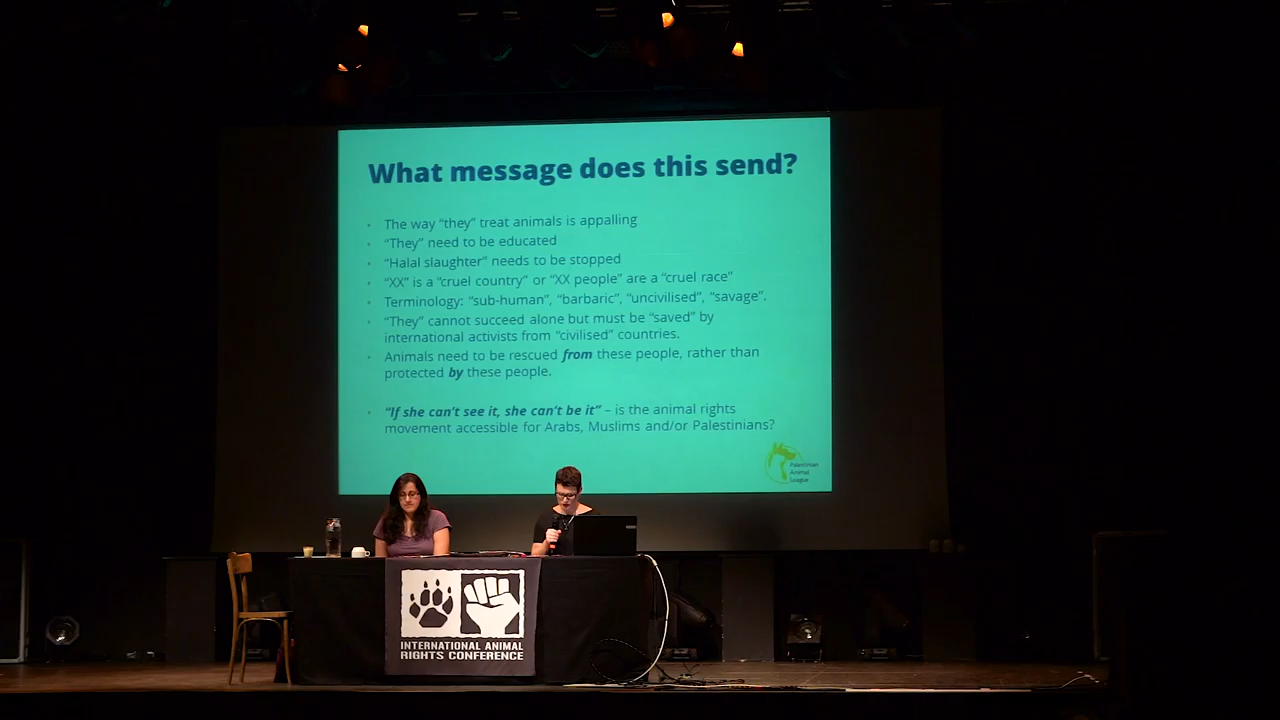 What message does this send?
• The way “they” treat animals is appalling
• “They” need to be educated
• “Halal slaughter” needs to be stopped
• “XX” is a “cruel country” or “XX people” are a “cruel race”
• Terminology: “sub-human”, “barbaric”, “uncivilised”, “savage”.
• “They” cannot succeed alone but must be “saved” by
international activists from “civilised” countries.
• Animals need to be rescued from these people, rather than
protected by these people.
• “If she can’t see it, she can’t be it” – is the animal rights
movement accessible for Arabs, Muslims and/or Palestinians?
Palestinian
Animal
League
INTERNATIONAL ANIMAL
RIGHTS CONFERENCE